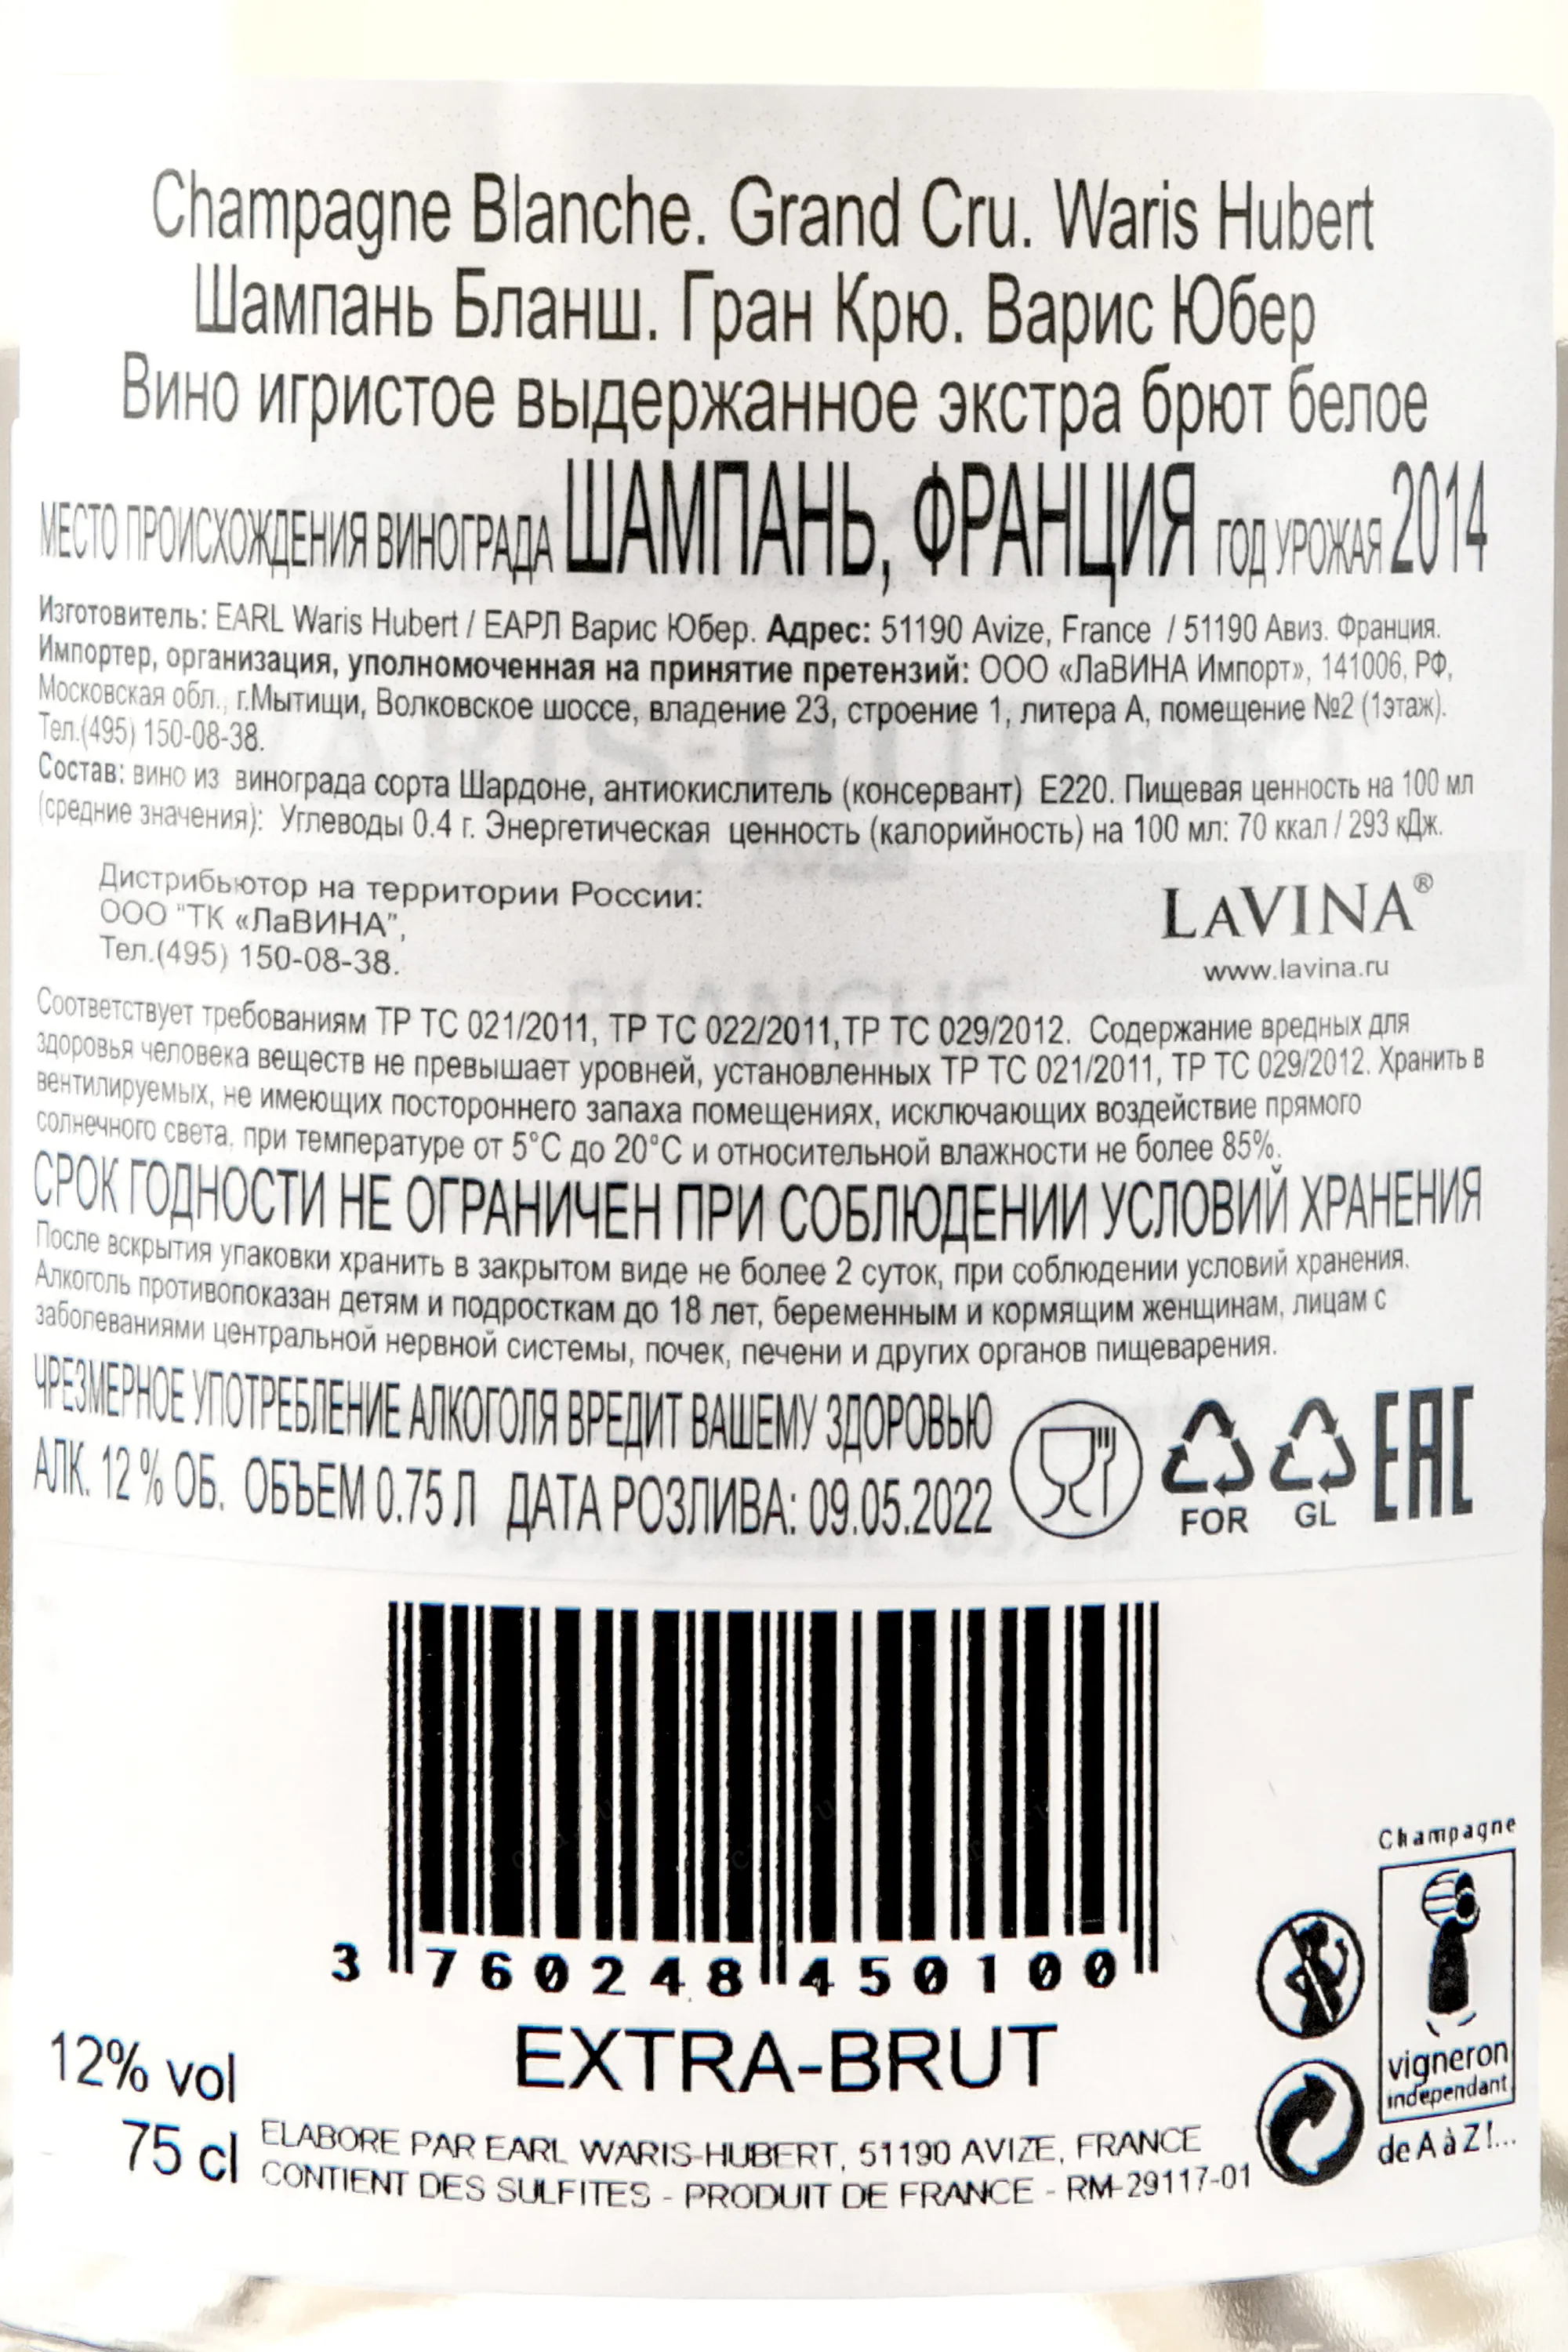 Champagne Blanche. Grand Cru. Waris Hubert
Шампань Бланш. Гран Крю. Варис Юбер
Вино игристое выдержанное экстра брют белое
МЕСТО ПРОИСХОЖДЕНИЯ ВИНОГРАДА ШАМПАНЬ, ФРАНЦИЯ ГОД УРОЖАЯ 2014
Изготовитель: EARL Waris Hubert / ЕАРЛ Варис Юбер. Адрес: 51190 Avize, France / 51190 Авиз. Франция.
Импортер, организация, уполномоченная на принятие претензий: ООО «ЛаВИНА Импорт», 141006, РФ,
Московская обл., г.Мытищи, Волковское шоссе, владение 23, строение 1, литера А, помещение №2 (1этаж).
Тел.(495) 150-08-38.
Состав: вино из винограда сорта Шардоне, антиокислитель (консервант) Е220. Пищевая ценность на 100 мл
(средние значения): Углеводы 0.4 г. Энергетическая ценность (калорийность) на 100 мл: 70 ккал / 293 кДж.
Дистрибьютор на территории России:
ООО "ТК «ЛаВИНА",
Тел.(495) 150-08-38.
LAVINA®
www.lavina.ru
Соответствует требованиям ТР ТС 021/2011, ТР ТС 022/2011,ТР ТС 029/2012. Содержание вредных для
здоровья человека веществ не превышает уровней, установленных ТР ТС 021/2011, ТР ТС 029/2012. Хранить в
вентилируемых, не имеющих постороннего запаха помещениях, исключающих воздействие прямого
солнечного света, при температуре от 5°С до 20°С и относительной влажности не более 85%.
СРОК ГОДНОСТИ НЕ ОГРАНИЧЕН ПРИ СОБЛЮДЕНИИ УСЛОВИЙ ХРАНЕНИЯ
После вскрытия упаковки хранить в закрытом виде не более 2 суток, при соблюдении условий хранения.
Алкоголь противопоказан детям и подросткам до 18 лет, беременным и кормящим женщинам, лицам с
заболеваниями центральной нервной системы, почек, печени и других органов пищеварения.
ЧРЕЗМЕРНОЕ УПОТРЕБЛЕНИЕ АЛКОГОЛЯ ВРЕДИТ ВАШЕМУ ЗДОРОВЬЮ
АЛК. 12 % ОБ. ОБЪЕМ 0.75 Л ДАТА РОЗЛИВА: 09.05.2022
FOR GL EAC
3 760248 450100
Champagne
vigneron
indépendant
de A à Z !...
EXTRA-BRUT
12% vol
75 cl
ELABORE PAR EARL WARIS-HUBERT, 51190 AVIZE, FRANCE
CONTIENT DES SULFITES - PRODUIT DE FRANCE - RM-29117-01